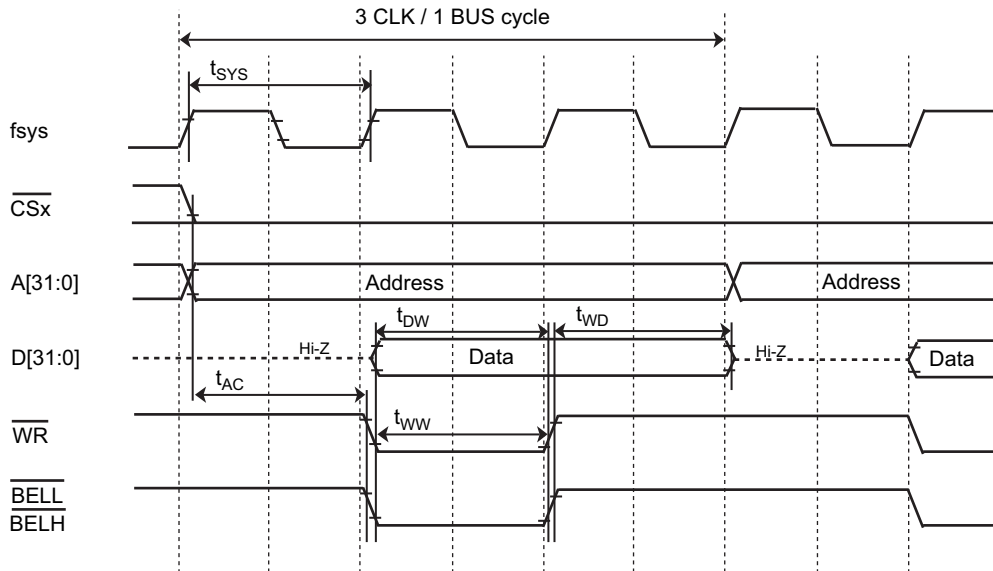 3 CLK / 1 BUS cycle
tSYS
fsys
CSx
A[31:0]
Address
Address
tDW
tWD
D[31:0]
Hi-Z
Data
Hi-Z
Data
tAC
WR
tWW
BELL
BELH